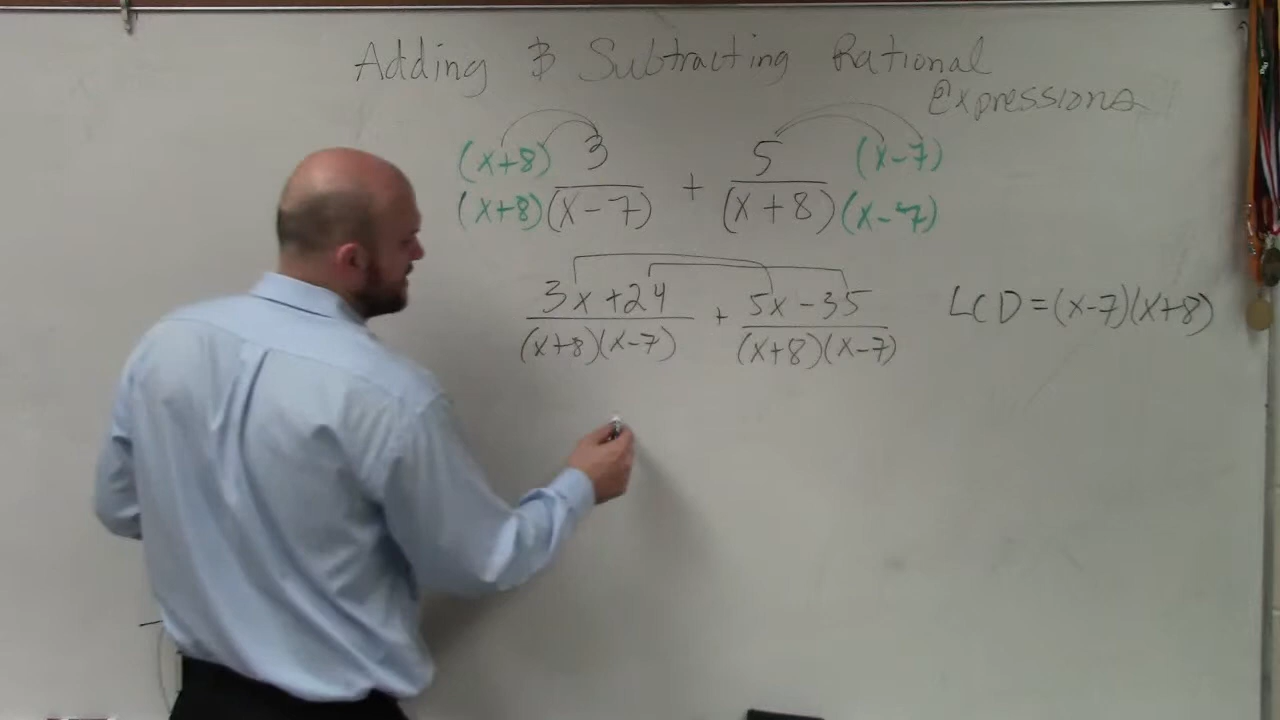 Adding & Subtracting Rational
expressions
(x+8) 3 5 (x-7)
(x+8)(x-7) + (x+8)(x-7)
3x+24 + 5x-35 LCD=(x-7)(x+8)
(x+8)(x-7) (x+8)(x-7)